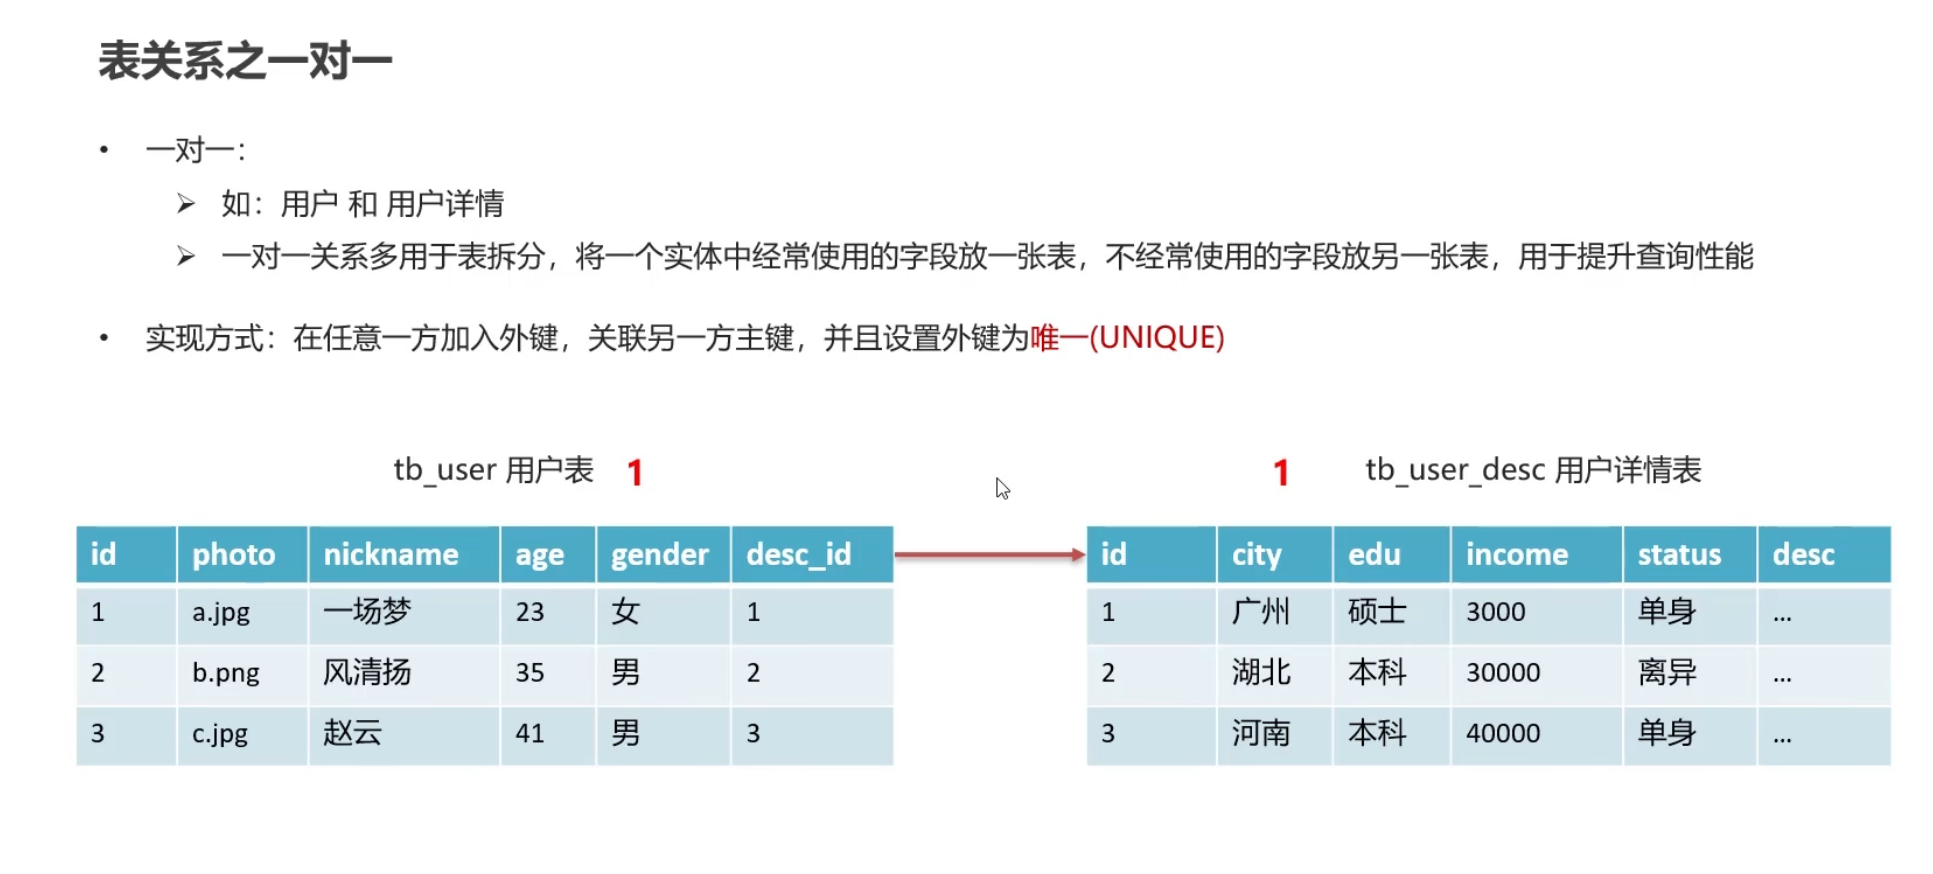 表关系之一对一
• 一对一：
➢ 如：用户 和 用户详情
➢ 一对一关系多用于表拆分，将一个实体中经常使用的字段放一张表，不经常使用的字段放另一张表，用于提升查询性能
• 实现方式：在任意一方加入外键，关联另一方主键，并且设置外键为唯一(UNIQUE)
tb_user 用户表 1
id photo nickname age gender desc_id
1 a.jpg 一场梦 23 女 1
2 b.png 风清扬 35 男 2
3 c.jpg 赵云 41 男 3
1 tb_user_desc 用户详情表
id city edu income status desc
1 广州 硕士 3000 单身 ...
2 湖北 本科 30000 离异 ...
3 河南 本科 40000 单身 ...